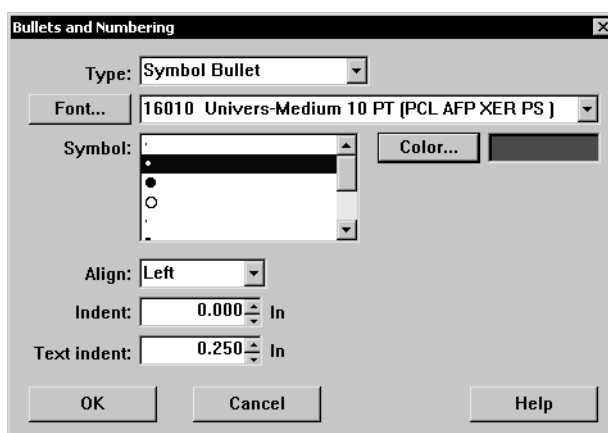 Bullets and Numbering
Type: Symbol Bullet
Font... 16010 Univers-Medium 10 PT (PCL AFP XER PS )
Symbol: Color...
Align: Left
Indent: 0.000 In
Text indent: 0.250 In
OK Cancel Help